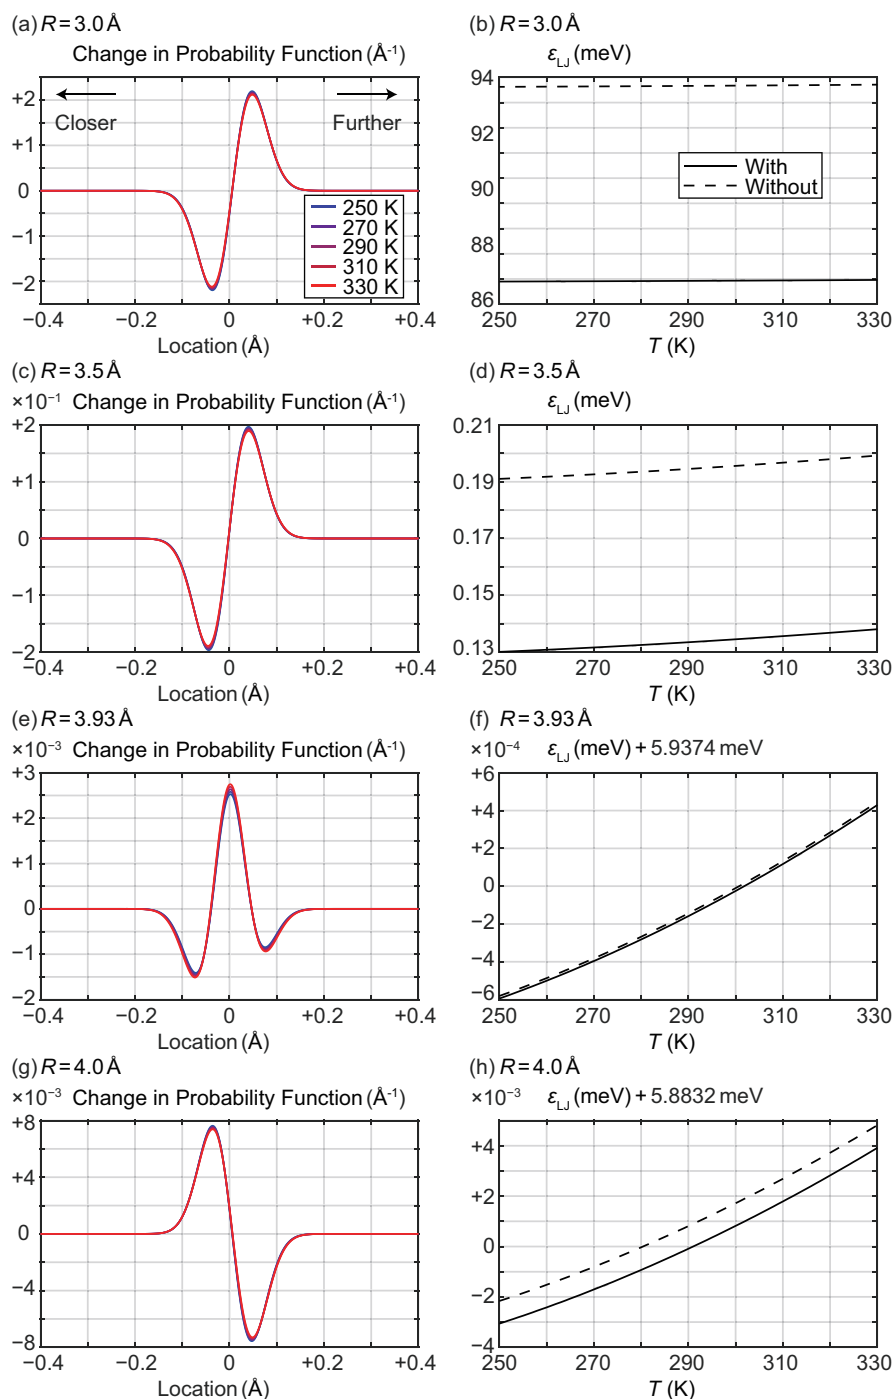 (a) R = 3.0 Å
Change in Probability Function (Å⁻¹)
+2
+1
0
−1
−2
Closer
Further
250 K
270 K
290 K
310 K
330 K
−0.4 −0.2 0 +0.2 +0.4
Location (Å)
(b) R = 3.0 Å
ε_LJ (meV)
94
92
90
88
86
With
Without
250 270 290 310 330
T (K)
(c) R = 3.5 Å
×10⁻¹ Change in Probability Function (Å⁻¹)
+2
+1
0
−1
−2
−0.4 −0.2 0 +0.2 +0.4
Location (Å)
(d) R = 3.5 Å
ε_LJ (meV)
0.21
0.19
0.17
0.15
0.13
250 270 290 310 330
T (K)
(e) R = 3.93 Å
×10⁻³ Change in Probability Function (Å⁻¹)
+3
+2
+1
0
−1
−2
−0.4 −0.2 0 +0.2 +0.4
Location (Å)
(f) R = 3.93 Å
×10⁻⁴ ε_LJ (meV) + 5.9374 meV
+6
+4
+2
0
−2
−4
−6
250 270 290 310 330
T (K)
(g) R = 4.0 Å
×10⁻³ Change in Probability Function (Å⁻¹)
+8
+4
0
−4
−8
−0.4 −0.2 0 +0.2 +0.4
Location (Å)
(h) R = 4.0 Å
×10⁻³ ε_LJ (meV) + 5.8832 meV
+4
+2
0
−2
−4
250 270 290 310 330
T (K)